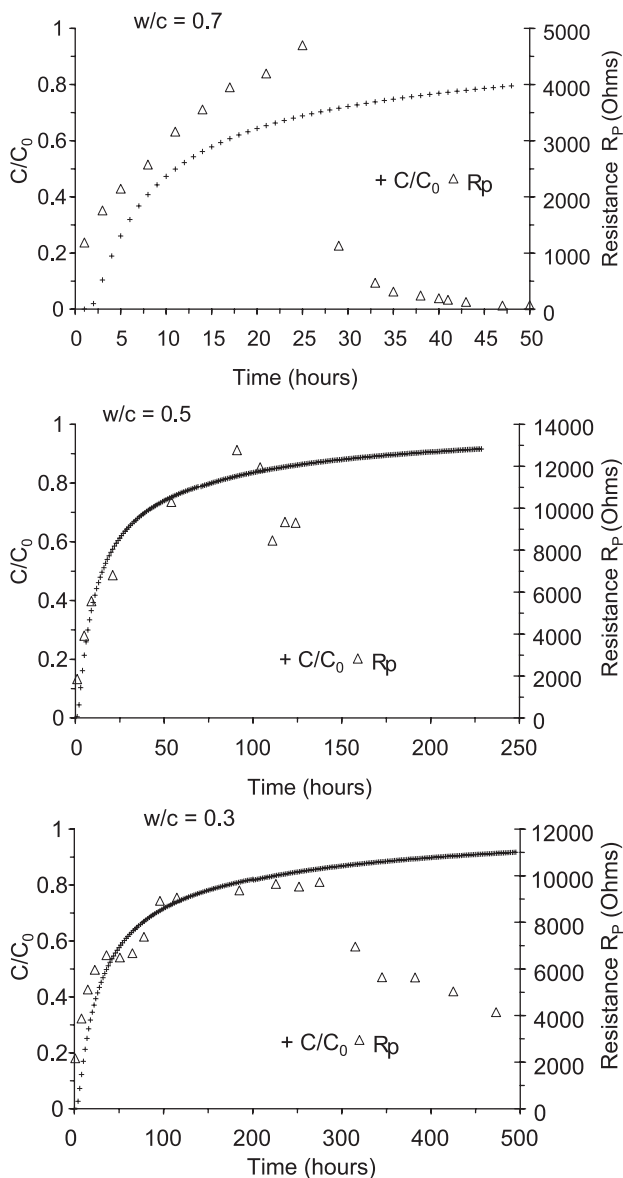 w/c = 0.7
1
0.8
0.6
0.4
0.2
0
C/C0
5000
4000
3000
2000
1000
0
Resistance RP (Ohms)
+ C/C0 △ Rp
0 5 10 15 20 25 30 35 40 45 50
Time (hours)
w/c = 0.5
1
0.8
0.6
0.4
0.2
0
C/C0
14000
12000
10000
8000
6000
4000
2000
0
Resistance RP (Ohms)
+ C/C0 △ Rp
0 50 100 150 200 250
Time (hours)
w/c = 0.3
1
0.8
0.6
0.4
0.2
0
C/C0
12000
10000
8000
6000
4000
2000
0
Resistance RP (Ohms)
+ C/C0 △ Rp
0 100 200 300 400 500
Time (hours)